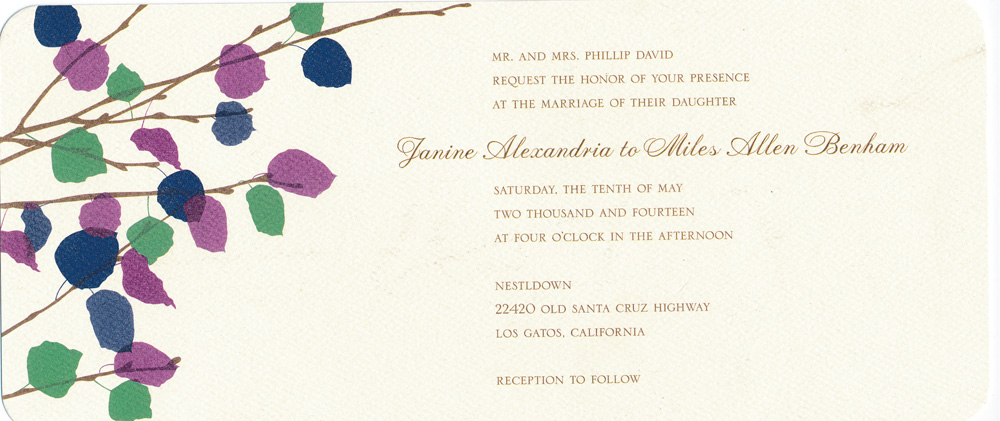 MR. AND MRS. PHILLIP DAVID
REQUEST THE HONOR OF YOUR PRESENCE
AT THE MARRIAGE OF THEIR DAUGHTER
Janine Alexandria to Miles Allen Benham
SATURDAY, THE TENTH OF MAY
TWO THOUSAND AND FOURTEEN
AT FOUR O'CLOCK IN THE AFTERNOON
NESTLDOWN
22420 OLD SANTA CRUZ HIGHWAY
LOS GATOS, CALIFORNIA
RECEPTION TO FOLLOW